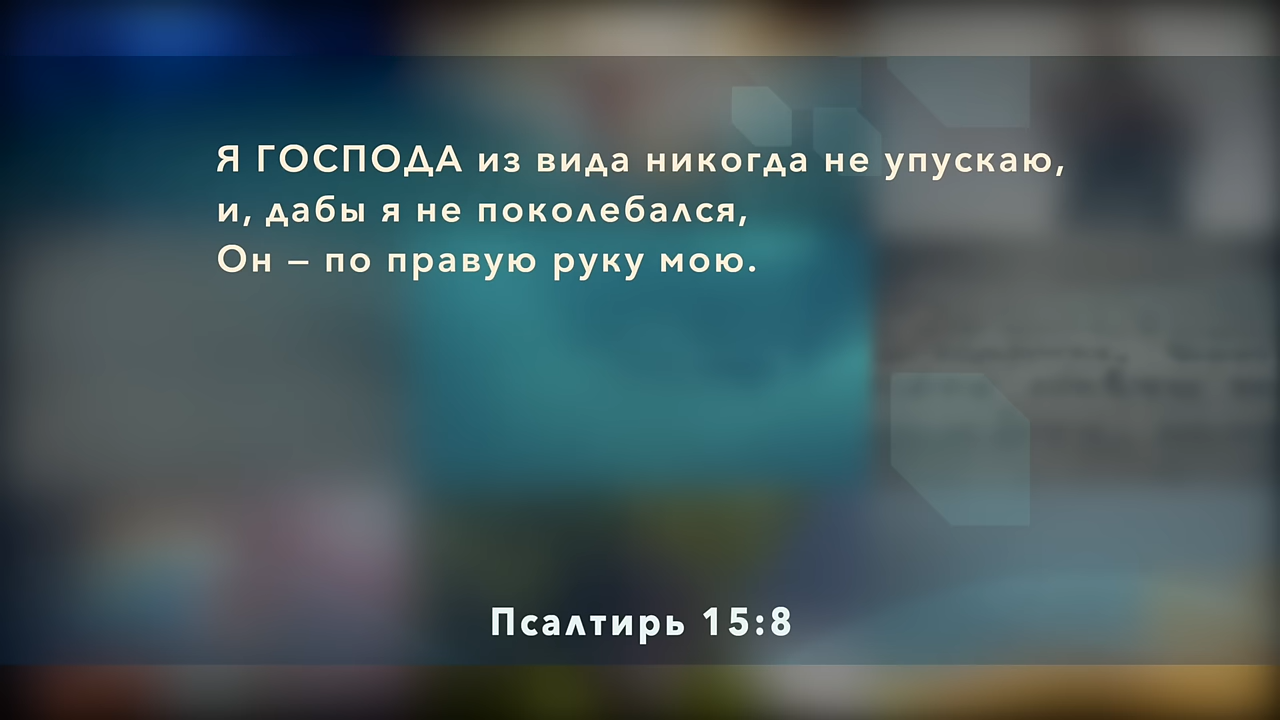 Я ГОСПОДА из вида никогда не упускаю,
и, дабы я не поколебался,
Он – по правую руку мою.
Псалтирь 15:8